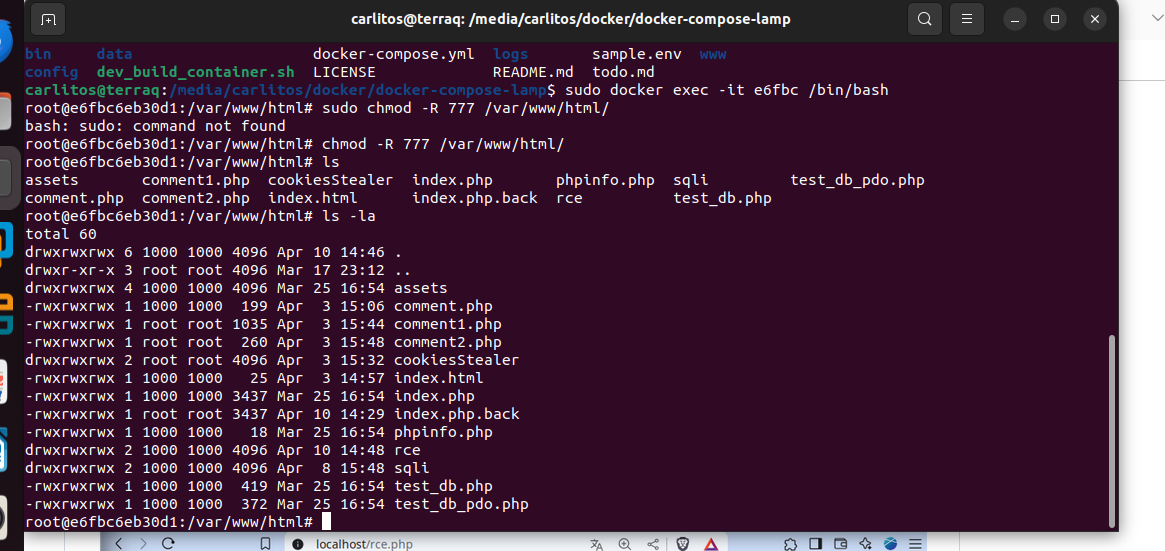 carlitos@terraq: /media/carlitos/docker/docker-compose-lamp
bin        data                 docker-compose.yml  logs       sample.env  www
config  dev_build_container.sh  LICENSE             README.md  todo.md
carlitos@terraq:/media/carlitos/docker/docker-compose-lamp$ sudo docker exec -it e6fbc /bin/bash
root@e6fbc6eb30d1:/var/www/html# sudo chmod -R 777 /var/www/html/
bash: sudo: command not found
root@e6fbc6eb30d1:/var/www/html# chmod -R 777 /var/www/html/
root@e6fbc6eb30d1:/var/www/html# ls
assets       comment1.php  cookiesStealer  index.php       phpinfo.php  sqli         test_db_pdo.php
comment.php  comment2.php  index.html      index.php.back  rce          test_db.php
root@e6fbc6eb30d1:/var/www/html# ls -la
total 60
drwxrwxrwx 6 1000 1000 4096 Apr 10 14:46 .
drwxr-xr-x 3 root root 4096 Mar 17 23:12 ..
drwxrwxrwx 4 1000 1000 4096 Mar 25 16:54 assets
-rwxrwxrwx 1 1000 1000  199 Apr  3 15:06 comment.php
-rwxrwxrwx 1 root root 1035 Apr  3 15:44 comment1.php
-rwxrwxrwx 1 root root  260 Apr  3 15:48 comment2.php
drwxrwxrwx 2 root root 4096 Apr  3 15:32 cookiesStealer
-rwxrwxrwx 1 1000 1000   25 Apr  3 14:57 index.html
-rwxrwxrwx 1 1000 1000 3437 Mar 25 16:54 index.php
-rwxrwxrwx 1 root root 3437 Apr 10 14:29 index.php.back
-rwxrwxrwx 1 1000 1000   18 Mar 25 16:54 phpinfo.php
drwxrwxrwx 2 1000 1000 4096 Apr 10 14:48 rce
drwxrwxrwx 2 1000 1000 4096 Apr  8 15:48 sqli
-rwxrwxrwx 1 1000 1000  419 Mar 25 16:54 test_db.php
-rwxrwxrwx 1 1000 1000  372 Mar 25 16:54 test_db_pdo.php
root@e6fbc6eb30d1:/var/www/html#
localhost/rce.php